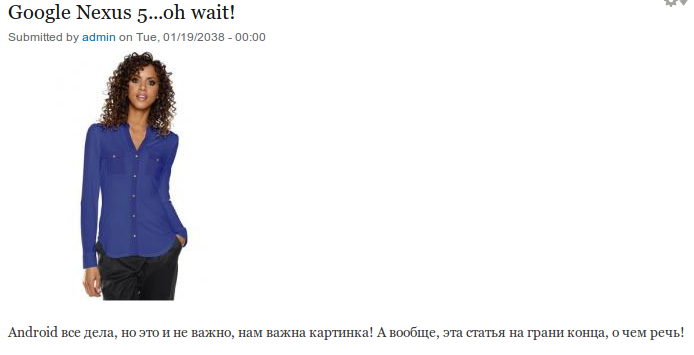 Google Nexus 5...oh wait!
Submitted by admin on Tue, 01/19/2038 - 00:00
Android все дела, но это и не важно, нам важна картинка! А вообще, эта статья на грани конца, о чем речь!